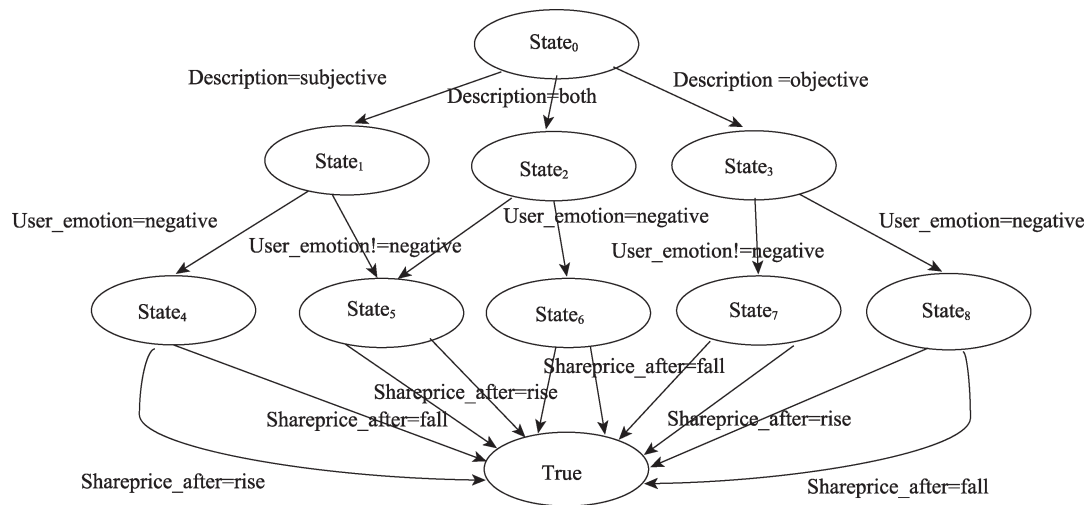 State₀
Description=subjective
Description=both
Description =objective
State₁
State₂
State₃
User_emotion=negative
User_emotion!=negative
User_emotion=negative
User_emotion!=negative
User_emotion=negative
State₄
State₅
State₆
State₇
State₈
Shareprice_after=fall
Shareprice_after=rise
Shareprice_after=fall
Shareprice_after=rise
True
Shareprice_after=rise
Shareprice_after=fall